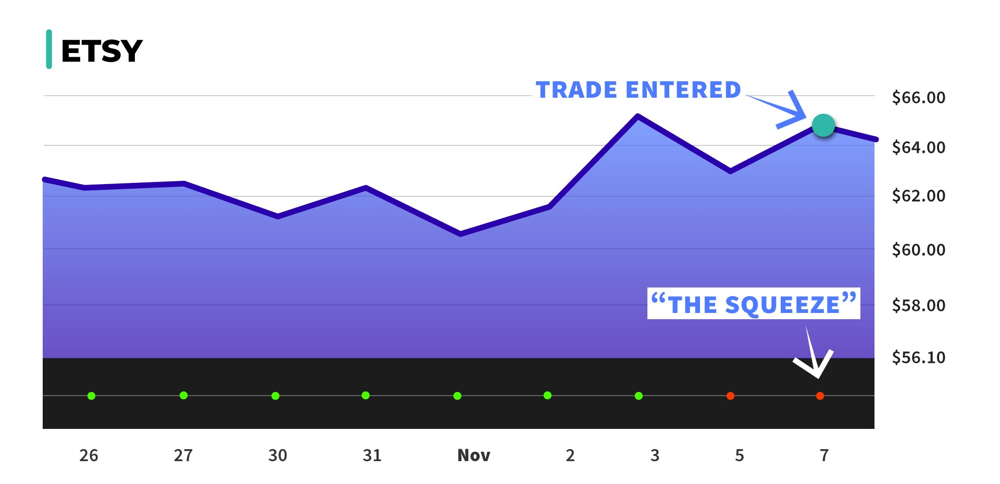 ETSY
TRADE ENTERED
$66.00
$64.00
$62.00
$60.00
“THE SQUEEZE”
$58.00
$56.10
26 27 30 31 Nov 2 3 5 7